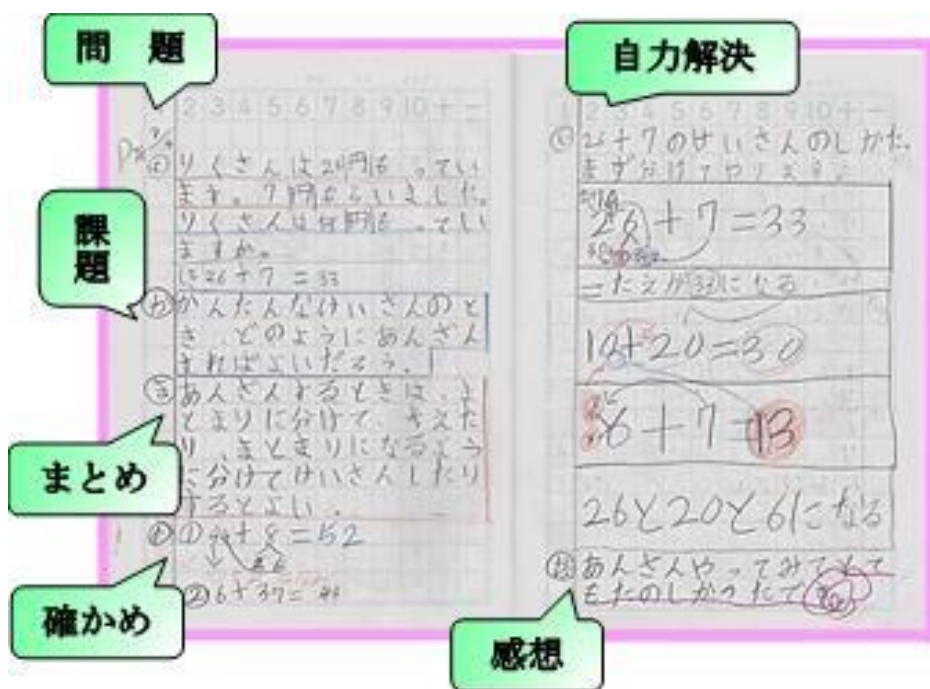 問 題
自力解決
2 3 4 5 6 7 8 9 10 + −
りくさんは26円もってい
ます。7円もらいました。
りくさんは何円もってい
ますか。
26+7=33
課題
かんたんなけいさんのと
き、どのようにあんざん
すればよいだろう。
あんざんするときは、ま
とまりに分けて、考えた
り、まとまりになるよう
に分けてけいさんしたり
するとよい。
まとめ
① 44+8=52
②6+37=
確かめ
1 2 3 4 5 6 7 8 9 10 + −
26+7のけいさんのしかた。
まず分けてやります。
26+7=33
こたえが33になる
10+20=30
6+7=13
26と20と6になる
あんざんやってみてとて
もたのしかったです
感想